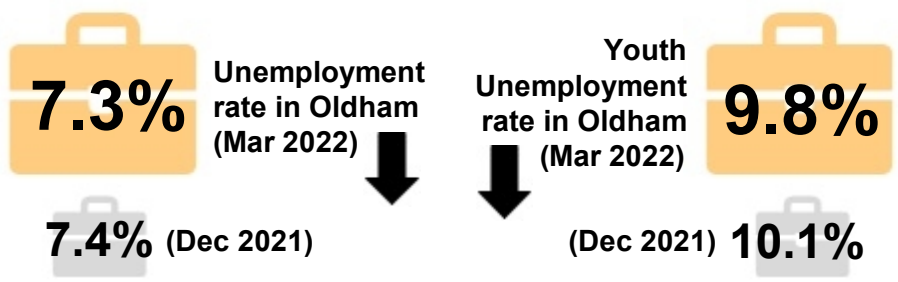 7.3%
Unemployment
rate in Oldham
(Mar 2022)
7.4% (Dec 2021)
Youth
Unemployment
rate in Oldham
(Mar 2022)
9.8%
(Dec 2021) 10.1%